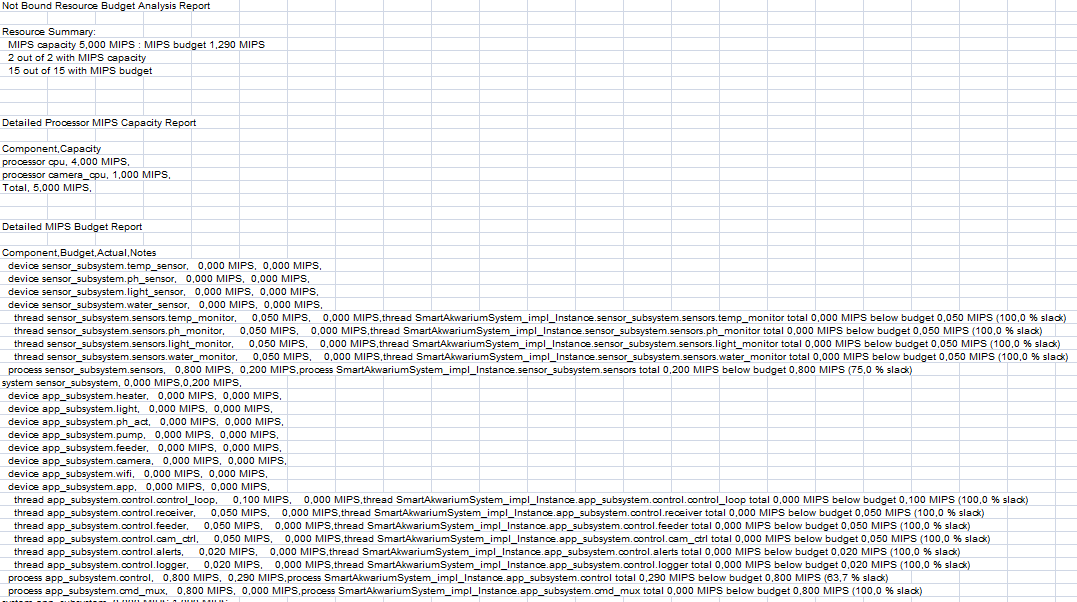 Not Bound Resource Budget Analysis Report
Resource Summary:
MIPS capacity 5,000 MIPS : MIPS budget 1,290 MIPS
2 out of 2 with MIPS capacity
15 out of 15 with MIPS budget
Detailed Processor MIPS Capacity Report
Component,Capacity
processor cpu, 4,000 MIPS,
processor camera_cpu, 1,000 MIPS,
Total, 5,000 MIPS,
Detailed MIPS Budget Report
Component,Budget,Actual,Notes
device sensor_subsystem.temp_sensor, 0,000 MIPS, 0,000 MIPS,
device sensor_subsystem.ph_sensor, 0,000 MIPS, 0,000 MIPS,
device sensor_subsystem.light_sensor, 0,000 MIPS, 0,000 MIPS,
device sensor_subsystem.water_sensor, 0,000 MIPS, 0,000 MIPS,
thread sensor_subsystem.sensors.temp_monitor, 0,050 MIPS, 0,000 MIPS,thread SmartAkwariumSystem_impl_Instance.sensor_subsystem.sensors.temp_monitor total 0,000 MIPS below budget 0,050 MIPS (100,0 % slack)
thread sensor_subsystem.sensors.ph_monitor, 0,050 MIPS, 0,000 MIPS,thread SmartAkwariumSystem_impl_Instance.sensor_subsystem.sensors.ph_monitor total 0,000 MIPS below budget 0,050 MIPS (100,0 % slack)
thread sensor_subsystem.sensors.light_monitor, 0,050 MIPS, 0,000 MIPS,thread SmartAkwariumSystem_impl_Instance.sensor_subsystem.sensors.light_monitor total 0,000 MIPS below budget 0,050 MIPS (100,0 % slack)
thread sensor_subsystem.sensors.water_monitor, 0,050 MIPS, 0,000 MIPS,thread SmartAkwariumSystem_impl_Instance.sensor_subsystem.sensors.water_monitor total 0,000 MIPS below budget 0,050 MIPS (100,0 % slack)
process sensor_subsystem.sensors, 0,800 MIPS, 0,200 MIPS,process SmartAkwariumSystem_impl_Instance.sensor_subsystem.sensors total 0,200 MIPS below budget 0,800 MIPS (75,0 % slack)
system sensor_subsystem, 0,000 MIPS,0,200 MIPS,
device app_subsystem.heater, 0,000 MIPS, 0,000 MIPS,
device app_subsystem.light, 0,000 MIPS, 0,000 MIPS,
device app_subsystem.ph_act, 0,000 MIPS, 0,000 MIPS,
device app_subsystem.pump, 0,000 MIPS, 0,000 MIPS,
device app_subsystem.feeder, 0,000 MIPS, 0,000 MIPS,
device app_subsystem.camera, 0,000 MIPS, 0,000 MIPS,
device app_subsystem.wifi, 0,000 MIPS, 0,000 MIPS,
device app_subsystem.app, 0,000 MIPS, 0,000 MIPS,
thread app_subsystem.control.control_loop, 0,100 MIPS, 0,000 MIPS,thread SmartAkwariumSystem_impl_Instance.app_subsystem.control.control_loop total 0,000 MIPS below budget 0,100 MIPS (100,0 % slack)
thread app_subsystem.control.receiver, 0,050 MIPS, 0,000 MIPS,thread SmartAkwariumSystem_impl_Instance.app_subsystem.control.receiver total 0,000 MIPS below budget 0,050 MIPS (100,0 % slack)
thread app_subsystem.control.feeder, 0,050 MIPS, 0,000 MIPS,thread SmartAkwariumSystem_impl_Instance.app_subsystem.control.feeder total 0,000 MIPS below budget 0,050 MIPS (100,0 % slack)
thread app_subsystem.control.cam_ctrl, 0,050 MIPS, 0,000 MIPS,thread SmartAkwariumSystem_impl_Instance.app_subsystem.control.cam_ctrl total 0,000 MIPS below budget 0,050 MIPS (100,0 % slack)
thread app_subsystem.control.alerts, 0,020 MIPS, 0,000 MIPS,thread SmartAkwariumSystem_impl_Instance.app_subsystem.control.alerts total 0,000 MIPS below budget 0,020 MIPS (100,0 % slack)
thread app_subsystem.control.logger, 0,020 MIPS, 0,000 MIPS,thread SmartAkwariumSystem_impl_Instance.app_subsystem.control.logger total 0,000 MIPS below budget 0,020 MIPS (100,0 % slack)
process app_subsystem.control, 0,800 MIPS, 0,290 MIPS,process SmartAkwariumSystem_impl_Instance.app_subsystem.control total 0,290 MIPS below budget 0,800 MIPS (63,7 % slack)
process app_subsystem.cmd_mux, 0,800 MIPS, 0,000 MIPS,process SmartAkwariumSystem_impl_Instance.app_subsystem.cmd_mux total 0,000 MIPS below budget 0,800 MIPS (100,0 % slack)